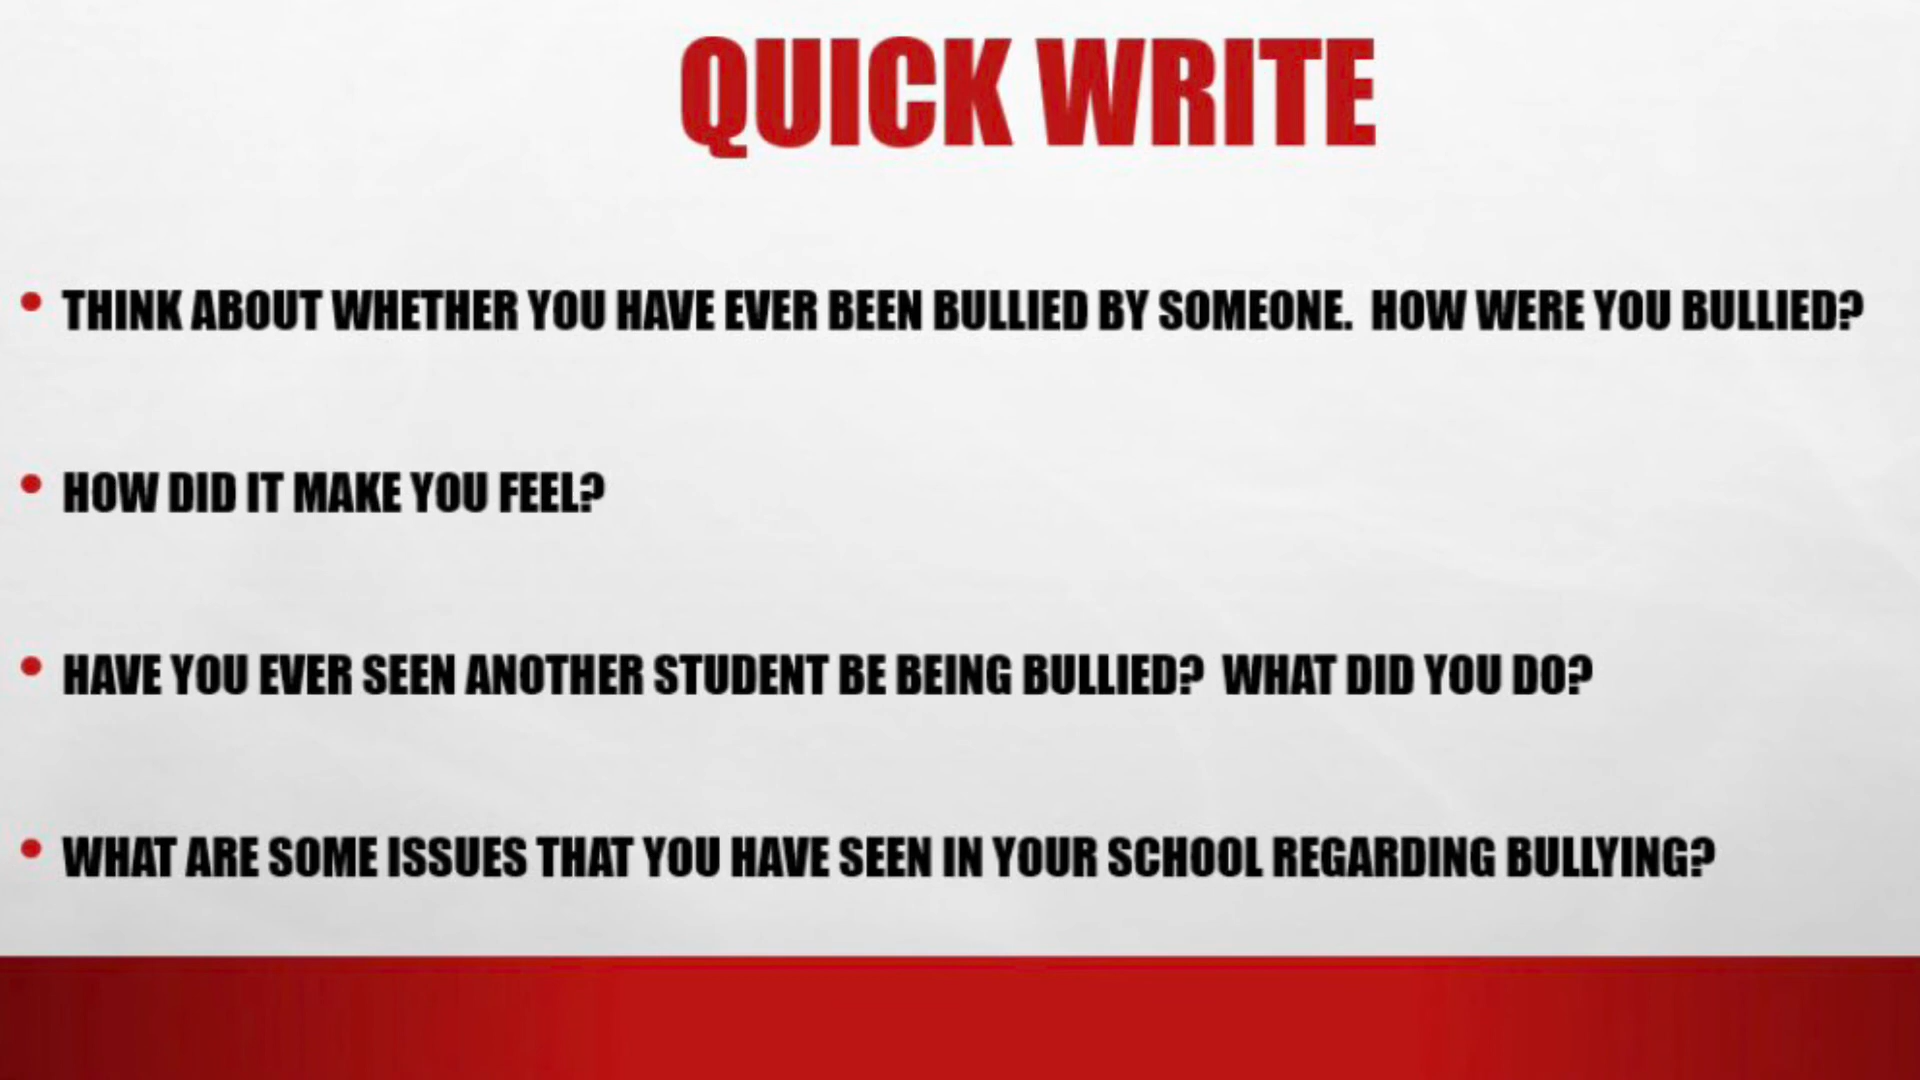 QUICK WRITE
• THINK ABOUT WHETHER YOU HAVE EVER BEEN BULLIED BY SOMEONE.  HOW WERE YOU BULLIED?
• HOW DID IT MAKE YOU FEEL?
• HAVE YOU EVER SEEN ANOTHER STUDENT BE BEING BULLIED?  WHAT DID YOU DO?
• WHAT ARE SOME ISSUES THAT YOU HAVE SEEN IN YOUR SCHOOL REGARDING BULLYING?